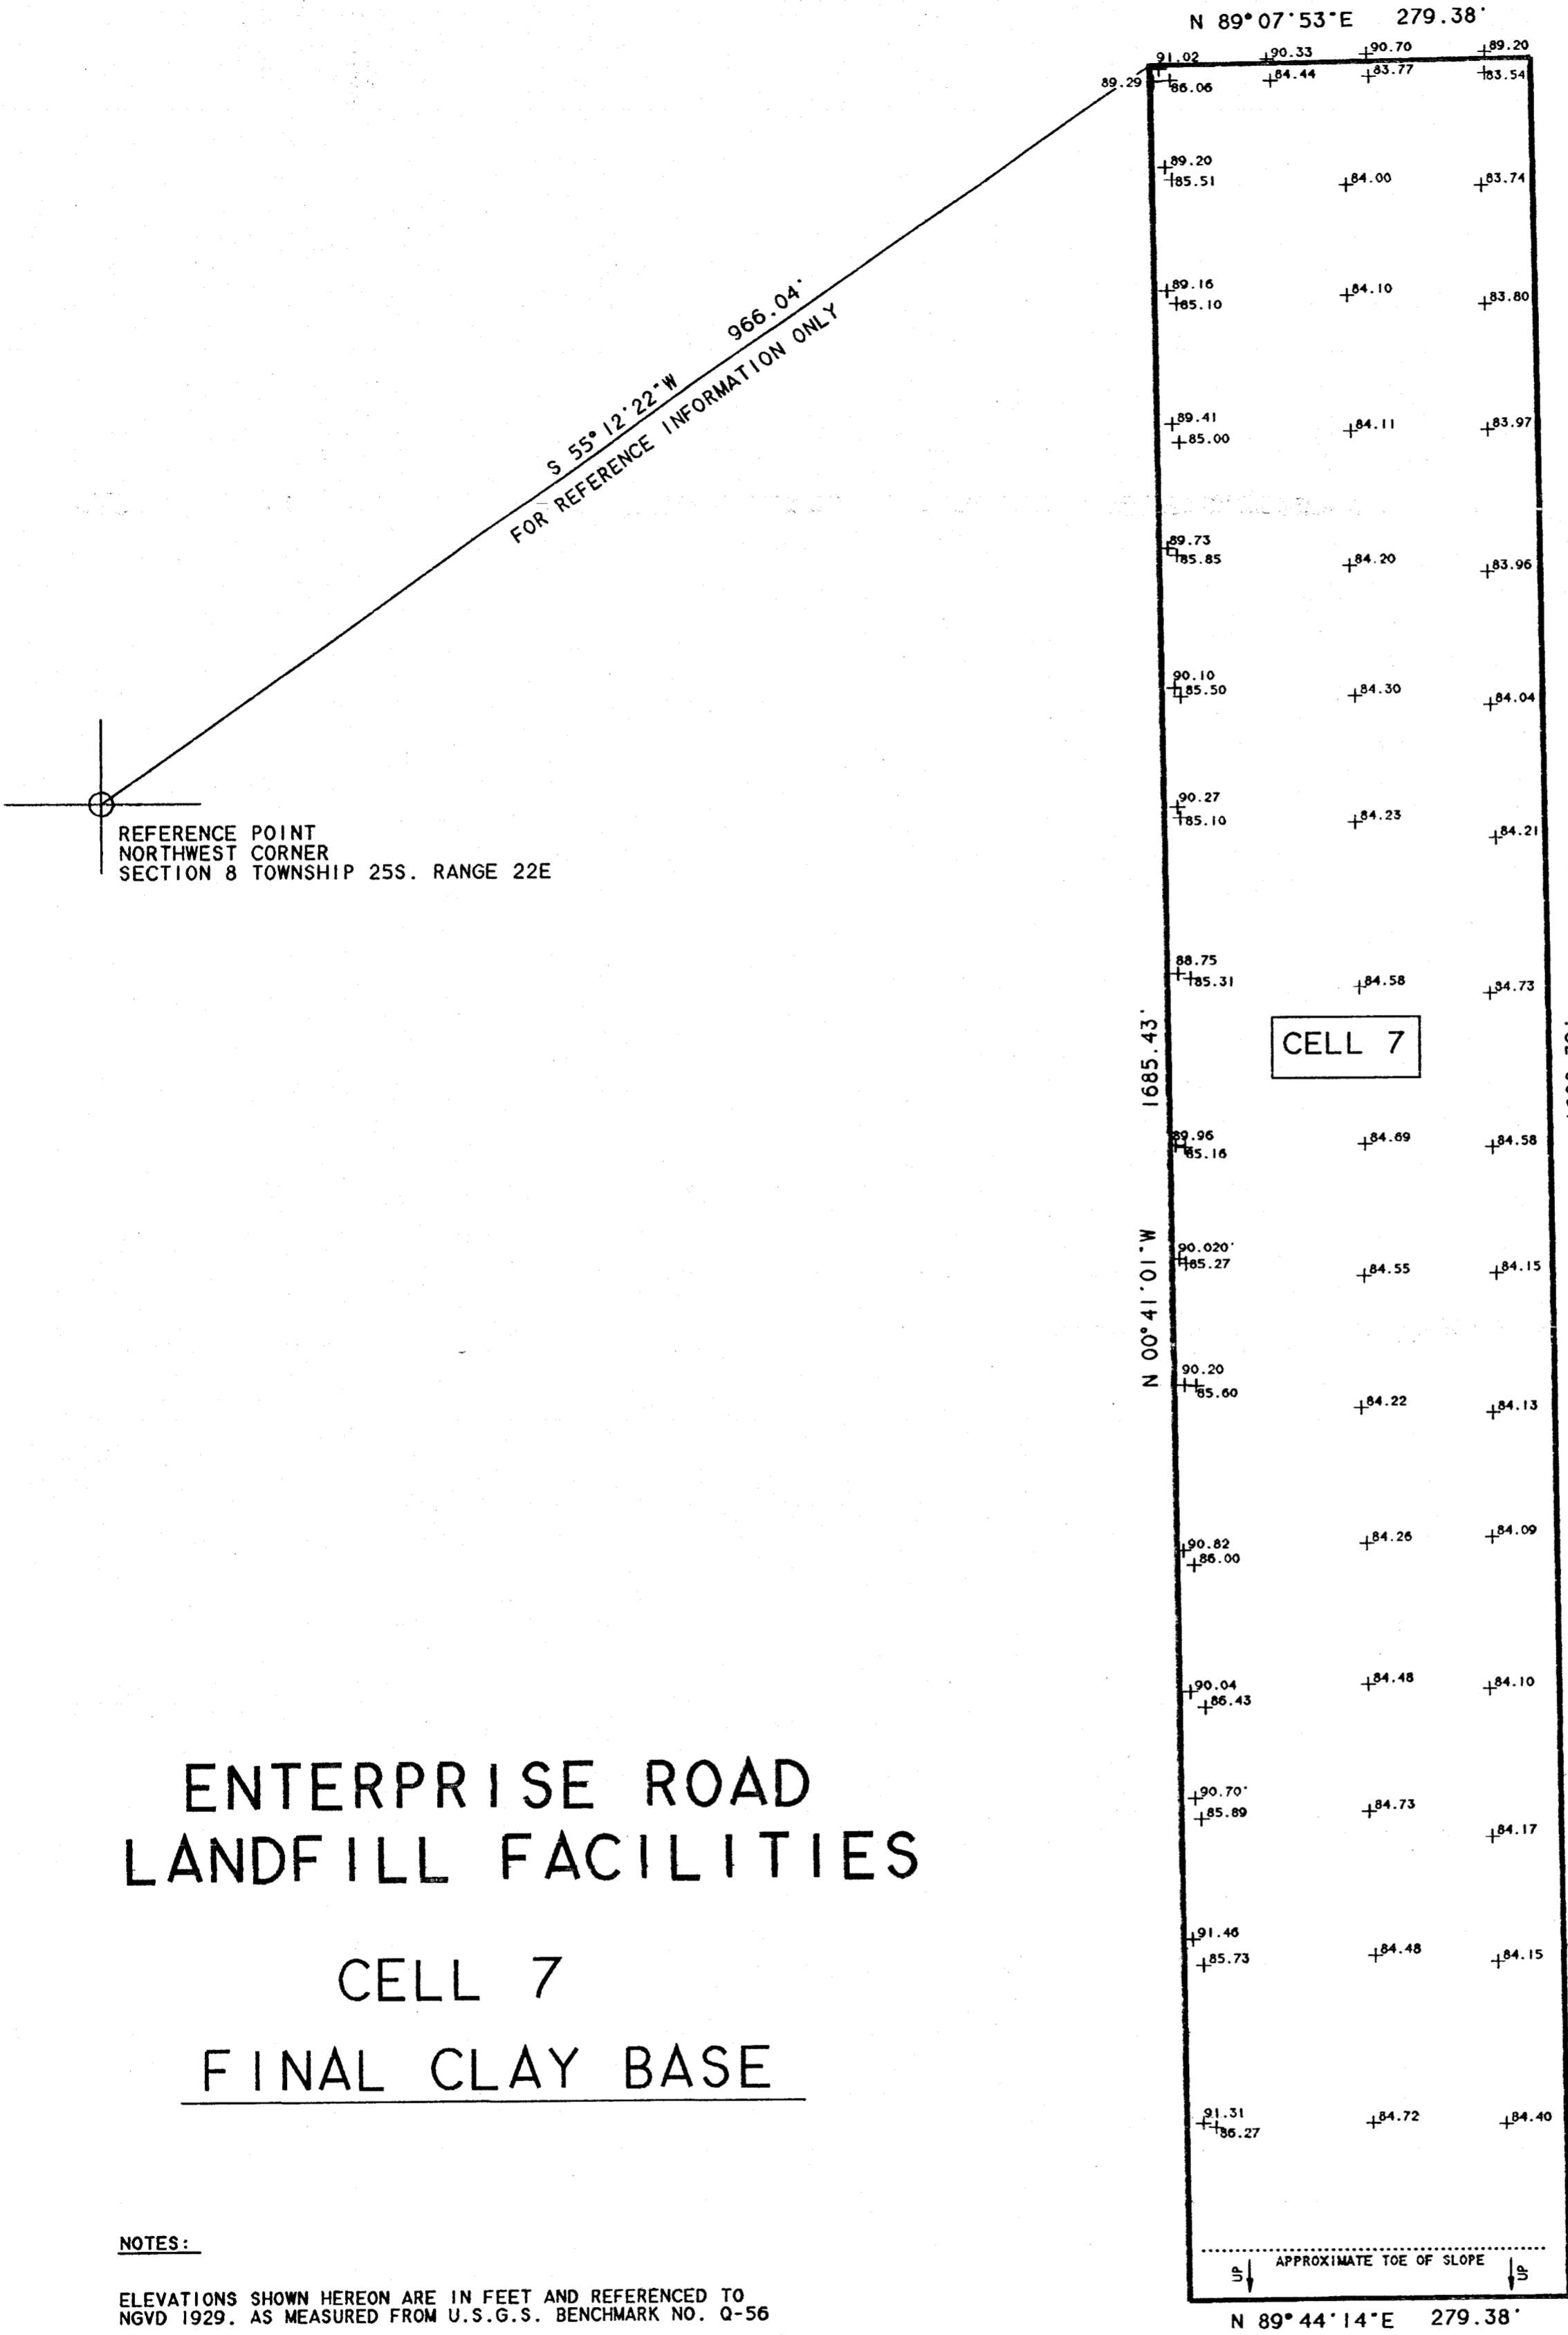 N 89°07'53"E 279.38'
91.02 90.33 90.70 89.20
89.29 86.06 84.44 83.77 83.54
89.20
85.51 84.00 83.74
89.16
85.10 84.10 83.80
966.04'
S 55°12'22"W
FOR REFERENCE INFORMATION ONLY
89.41
85.00 84.11 83.97
89.73
85.85 84.20 83.96
90.10
85.50 84.30 84.04
90.27
85.10 84.23 84.21
REFERENCE POINT
NORTHWEST CORNER
SECTION 8 TOWNSHIP 25S. RANGE 22E
88.75
85.31 84.58 84.73
1685.43'
CELL 7
89.96
85.16 84.69 84.58
N 00°41'01"W
90.020'
85.27 84.55 84.15
90.20
85.60 84.22 84.13
90.82
86.00 84.26 84.09
90.04
86.43 84.48 84.10
90.70'
85.89 84.73 84.17
91.46
85.73 84.48 84.15
91.31
86.27 84.72 84.40
ENTERPRISE ROAD
LANDFILL FACILITIES
CELL 7
FINAL CLAY BASE
NOTES:
ELEVATIONS SHOWN HEREON ARE IN FEET AND REFERENCED TO
NGVD 1929. AS MEASURED FROM U.S.G.S. BENCHMARK NO. Q-56
APPROXIMATE TOE OF SLOPE
UP UP
N 89°44'14"E 279.38'